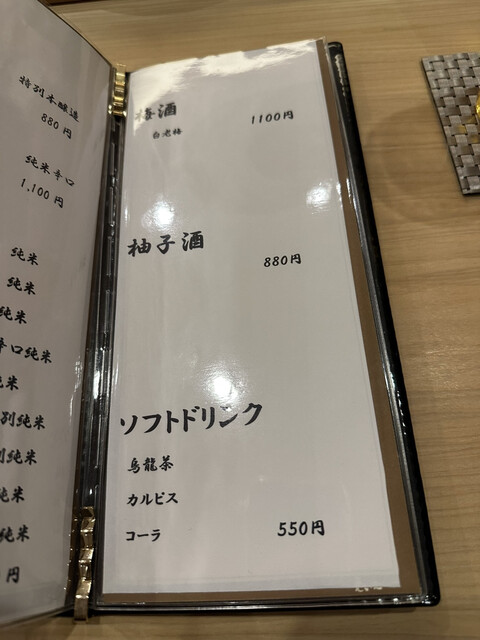 特別本醸造
880円
純米辛口
1,100円
純米
純米
純米
辛口純米
純米
別純米
別純米
純米
純米
円
梅酒
白老梅
1100円
柚子酒
880円
ソフトドリンク
烏龍茶
カルピス
コーラ
550円